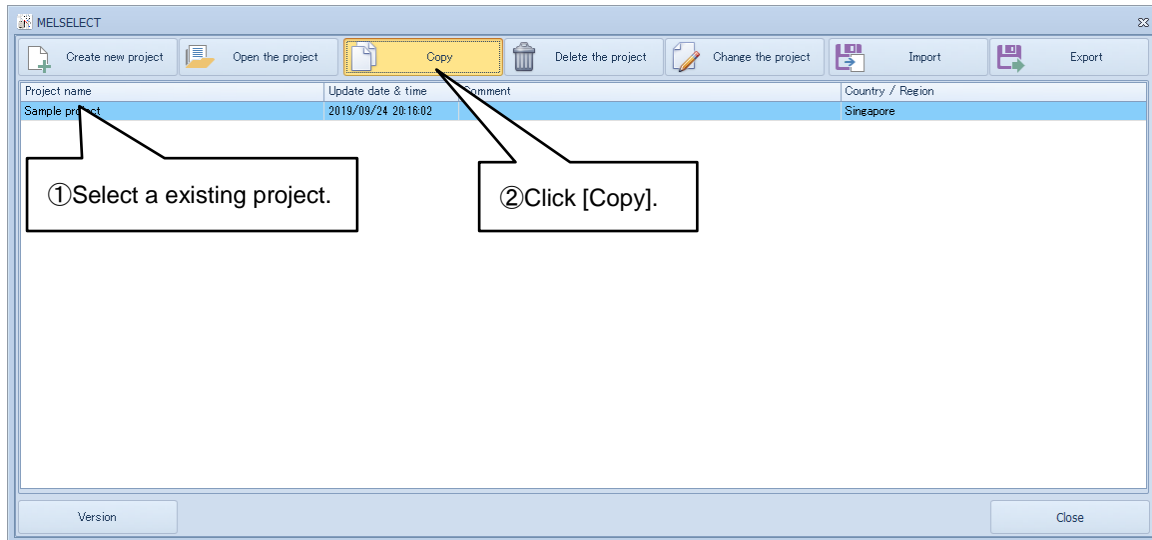 MELSELECT
Create new project Open the project Copy Delete the project Change the project Import Export
Project name Update date & time Comment Country / Region
Sample project 2019/09/24 20:16:02 Singapore
①Select a existing project. ②Click [Copy].
Version Close